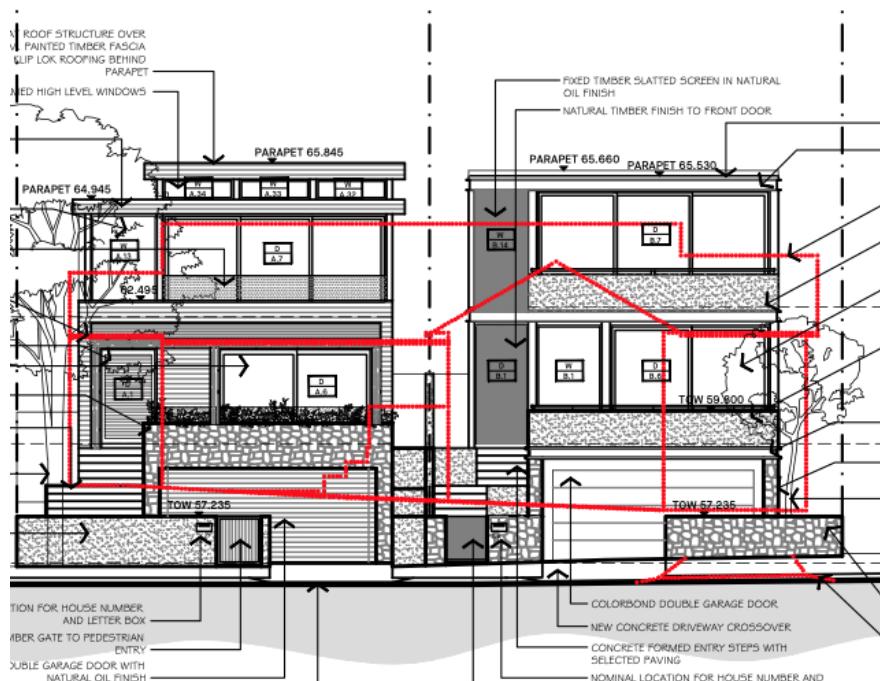 ROOF STRUCTURE OVER
PAINTED TIMBER FASCIA
LOK ROOFING BEHIND
PARAPET
HIGH LEVEL WINDOWS
FIXED TIMBER SLATTED SCREEN IN NATURAL
OIL FINISH
NATURAL TIMBER FINISH TO FRONT DOOR
PARAPET 65.845
PARAPET 65.660
PARAPET 65.530
PARAPET 64.945
W
A.34
W
A.33
W
A.32
W
A.13
D
A.7
W
B.14
D
B.7
62.495
A.1
D
A.6
D
B.1
W
B.1
D
B.6
TOW 59.800
TOW 57.235
TOW 57.235
FOR HOUSE NUMBER
AND LETTER BOX
GATE TO PEDESTRIAN
ENTRY
GARAGE DOOR WITH
NATURAL OIL FINISH
COLORBOND DOUBLE GARAGE DOOR
NEW CONCRETE DRIVEWAY CROSSOVER
CONCRETE FORMED ENTRY STEPS WITH
SELECTED PAVING
NOMINAL LOCATION FOR HOUSE NUMBER AND